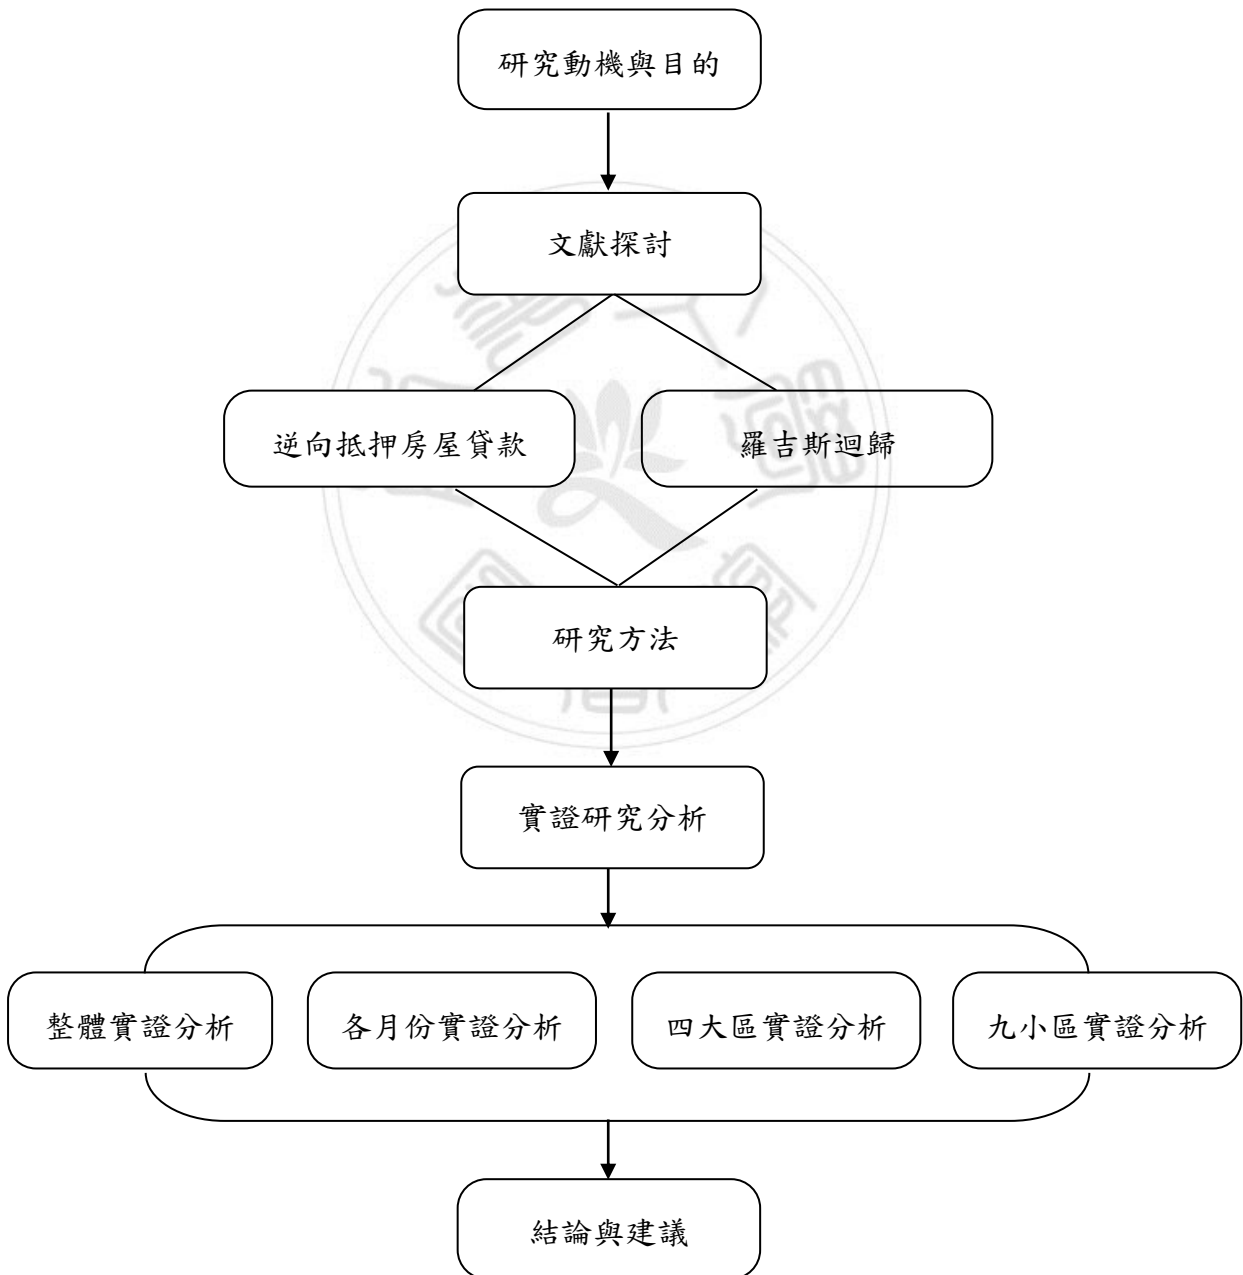 研究動機與目的
文獻探討
逆向抵押房屋貸款
羅吉斯迴歸
研究方法
實證研究分析
整體實證分析
各月份實證分析
四大區實證分析
九小區實證分析
結論與建議